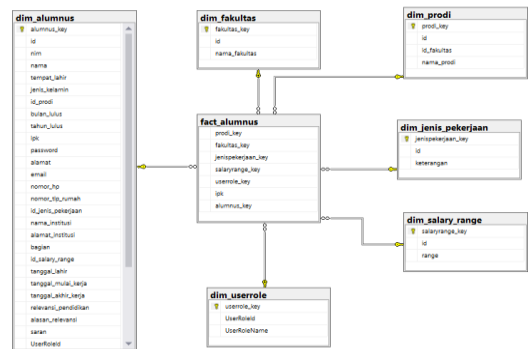 dim_alumnus
alumnus_key
id
nim
nama
tempat_lahir
jenis_kelamin
id_prodi
bulan_lulus
tahun_lulus
ipk
password
alamat
email
nomor_hp
nomor_tlp_rumah
id_jenis_pekerjaan
nama_institusi
alamat_institusi
bagian
id_salary_range
tanggal_lahir
tanggal_mulai_kerja
tanggal_akhir_kerja
relevansi_pendidikan
alasan_relevansi
saran
UserRoleId
dim_fakultas
fakultas_key
id
nama_fakultas
dim_prodi
prodi_key
id
id_fakultas
nama_prodi
fact_alumnus
prodi_key
fakultas_key
jenispekerjaan_key
salaryrange_key
userrole_key
ipk
alumnus_key
dim_jenis_pekerjaan
jenispekerjaan_key
id
keterangan
dim_salary_range
salaryrange_key
id
range
dim_userrole
userrole_key
UserRoleId
UserRoleName